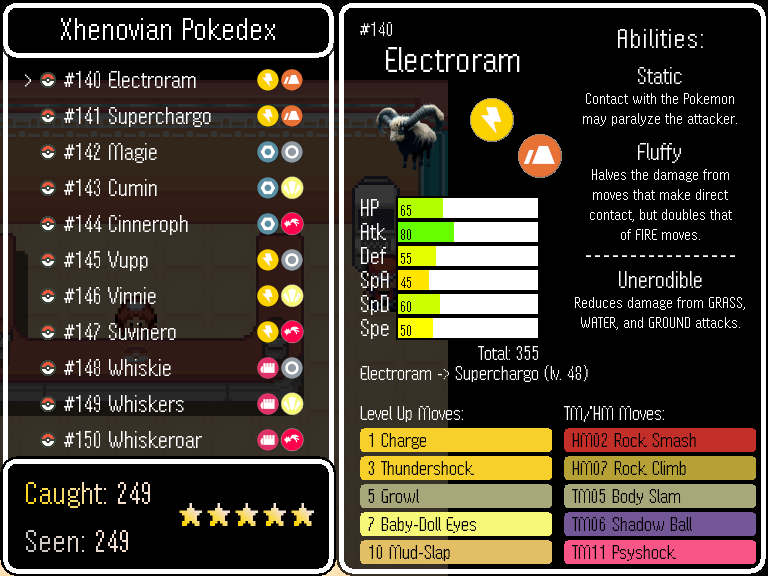 Xhenovian Pokedex
> #140 Electroram
#141 Superchargo
#142 Magie
#143 Cumin
#144 Cinneroph
#145 Vupp
#146 Vinnie
#147 Suvinero
#148 Whiskie
#149 Whiskers
#150 Whiskeroar
Caught: 249
Seen: 249
#140
Electroram
HP 65
Atk 80
Def 55
SpA 45
SpD 60
Spe 50
Total: 355
Abilities:
Static
Contact with the Pokemon
may paralyze the attacker.
Fluffy
Halves the damage from
moves that make direct
contact, but doubles that
of FIRE moves.
---------------
Unerodible
Reduces damage from GRASS,
WATER, and GROUND attacks.
Electroram -> Superchargo (lv. 48)
Level Up Moves:
1 Charge
3 Thundershock
5 Growl
7 Baby-Doll Eyes
10 Mud-Slap
TM/HM Moves:
HM02 Rock Smash
HM07 Rock Climb
TM05 Body Slam
TM06 Shadow Ball
TM11 Psyshock